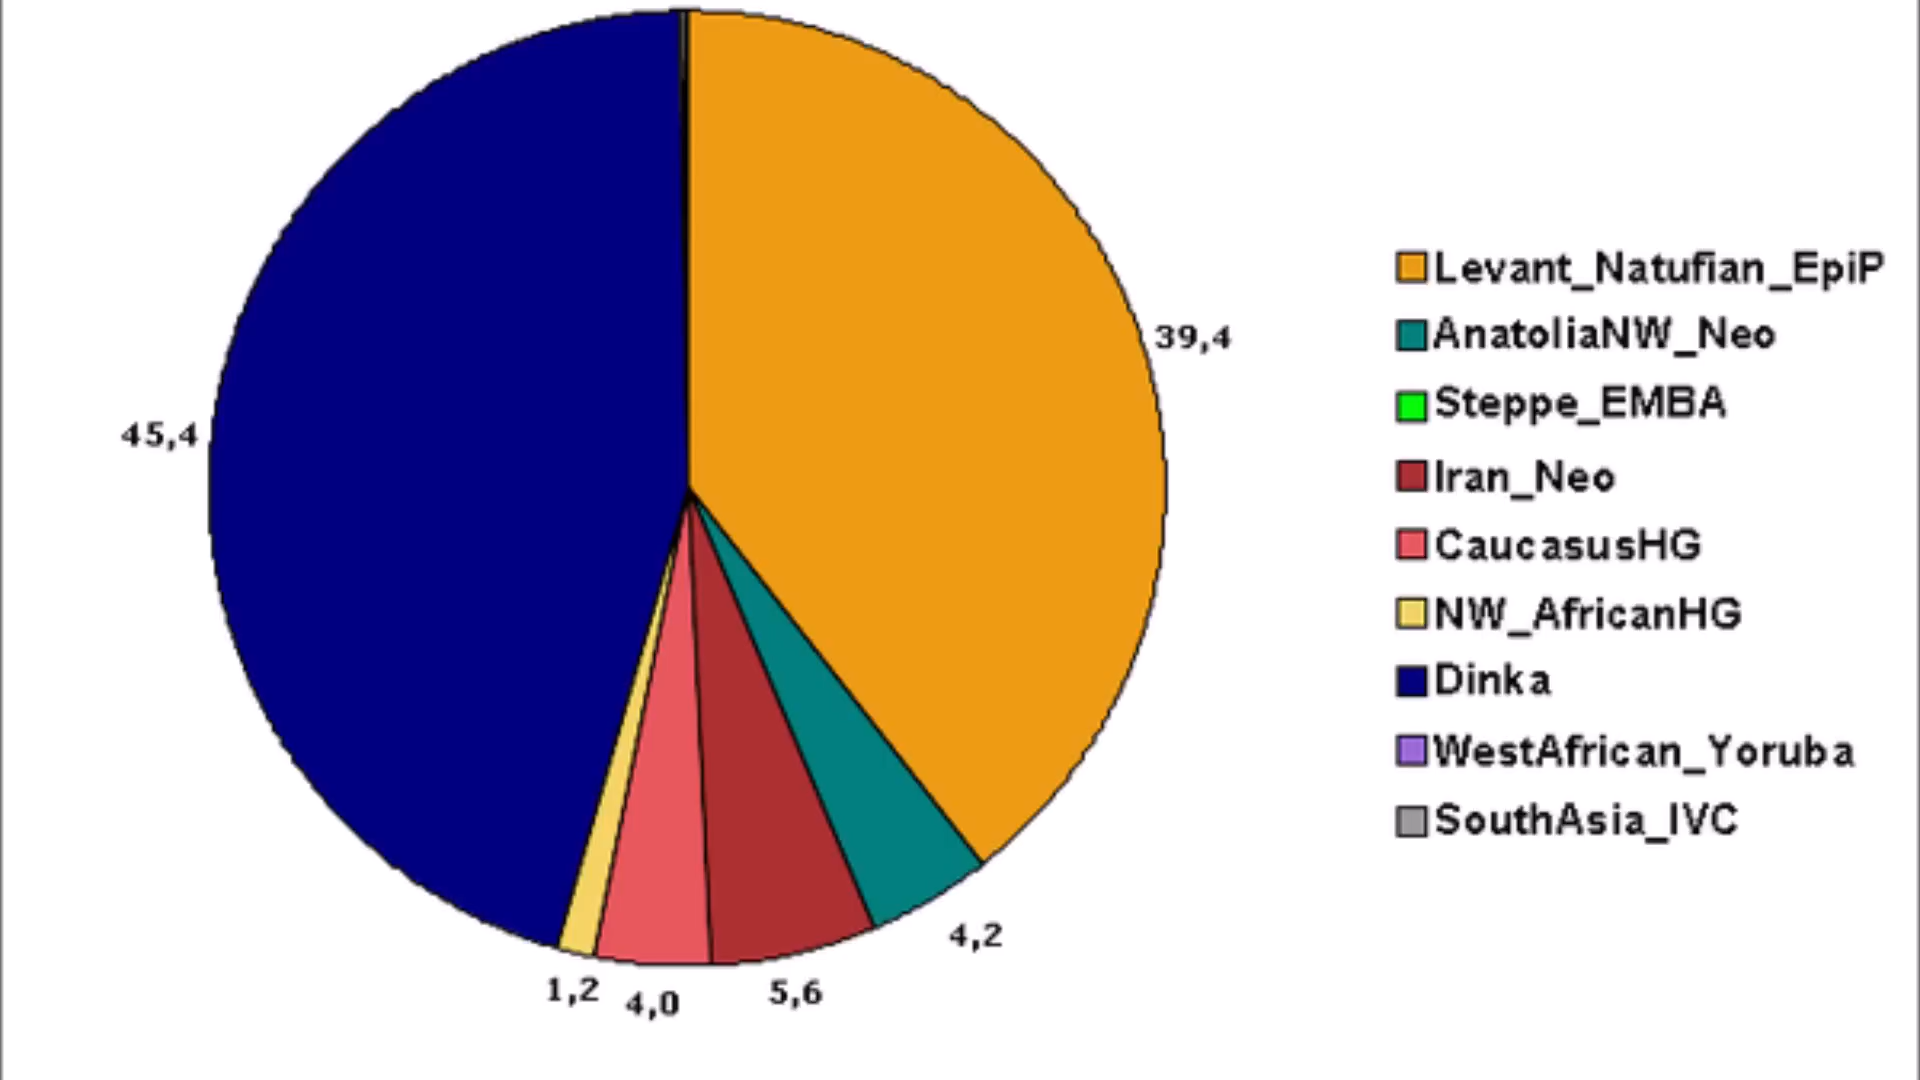 39,4
45,4
4,2
5,6
4,0
1,2
Levant_Natufian_EpiP
AnatoliaNW_Neo
Steppe_EMBA
Iran_Neo
CaucasusHG
NW_AfricanHG
Dinka
WestAfrican_Yoruba
SouthAsia_IVC